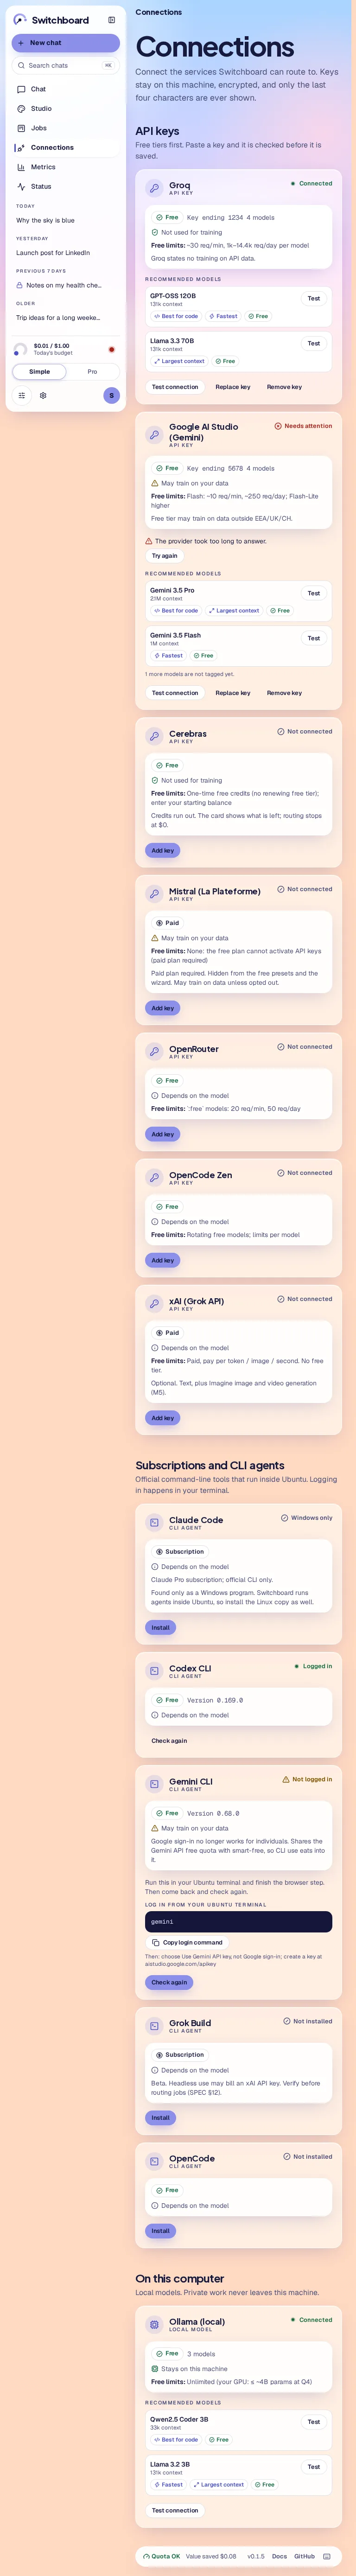 Switchboard
New chat
Search chats
⌘K
Chat
Studio
Jobs
Connections
Metrics
Status
TODAY
Why the sky is blue
YESTERDAY
Launch post for LinkedIn
PREVIOUS 7 DAYS
Notes on my health che...
OLDER
Trip ideas for a long weeke...
$0.01 / $1.00
Today's budget
Simple
Pro
S
Connections
Connections
Connect the services Switchboard can route to. Keys
stay on this machine, encrypted, and only the last
four characters are ever shown.
API keys
Free tiers first. Paste a key and it is checked before it is
saved.
Groq
API KEY
Connected
Free
Key ending 1234
4 models
Not used for training
Free limits: ~30 req/min, 1k–14.4k req/day per model
Groq states no training on API data.
RECOMMENDED MODELS
GPT-OSS 120B
131k context
Test
Best for code
Fastest
Free
Llama 3.3 70B
131k context
Test
Largest context
Free
Test connection
Replace key
Remove key
Google AI Studio
(Gemini)
API KEY
Needs attention
Free
Key ending 5678
4 models
May train on your data
Free limits: Flash: ~10 req/min, ~250 req/day; Flash-Lite
higher
Free tier may train on data outside EEA/UK/CH.
The provider took too long to answer.
Try again
RECOMMENDED MODELS
Gemini 3.5 Pro
2.1M context
Test
Best for code
Largest context
Free
Gemini 3.5 Flash
1M context
Test
Fastest
Free
1 more models are not tagged yet.
Test connection
Replace key
Remove key
Cerebras
API KEY
Not connected
Free
Not used for training
Free limits: One-time free credits (no renewing free tier);
enter your starting balance
Credits run out. The card shows what is left; routing stops
at $0.
Add key
Mistral (La Plateforme)
API KEY
Not connected
Paid
May train on your data
Free limits: None: the free plan cannot activate API keys
(paid plan required)
Paid plan required. Hidden from the free presets and the
wizard. May train on data unless opted out.
Add key
OpenRouter
API KEY
Not connected
Free
Depends on the model
Free limits: `:free` models: 20 req/min, 50 req/day
Add key
OpenCode Zen
API KEY
Not connected
Free
Depends on the model
Free limits: Rotating free models; limits per model
Add key
xAI (Grok API)
API KEY
Not connected
Paid
Depends on the model
Free limits: Paid, pay per token / image / second. No free
tier.
Optional. Text, plus Imagine image and video generation
(M5).
Add key
Subscriptions and CLI agents
Official command-line tools that run inside Ubuntu. Logging
in happens in your terminal.
Claude Code
CLI AGENT
Windows only
Subscription
Depends on the model
Claude Pro subscription; official CLI only.
Found only as a Windows program. Switchboard runs
agents inside Ubuntu, so install the Linux copy as well.
Install
Codex CLI
CLI AGENT
Logged in
Free
Version 0.169.0
Depends on the model
Check again
Gemini CLI
CLI AGENT
Not logged in
Free
Version 0.68.0
May train on your data
Google sign-in no longer works for individuals. Shares the
Gemini API free quota with smart-free, so CLI use eats into
it.
Run this in your Ubuntu terminal and finish the browser step.
Then come back and check again.
LOG IN FROM YOUR UBUNTU TERMINAL
gemini
Copy login command
Then: choose Use Gemini API key, not Google sign-in; create a key at
aistudio.google.com/apikey
Check again
Grok Build
CLI AGENT
Not installed
Subscription
Depends on the model
Beta. Headless use may bill an xAI API key. Verify before
routing jobs (SPEC §12).
Install
OpenCode
CLI AGENT
Not installed
Free
Depends on the model
Install
On this computer
Local models. Private work never leaves this machine.
Ollama (local)
LOCAL MODEL
Connected
Free
3 models
Stays on this machine
Free limits: Unlimited (your GPU: ≤ ~4B params at Q4)
RECOMMENDED MODELS
Qwen2.5 Coder 3B
33k context
Test
Best for code
Free
Llama 3.2 3B
131k context
Test
Fastest
Largest context
Free
Test connection
Quota OK
Value saved $0.08
v0.1.5
Docs
GitHub